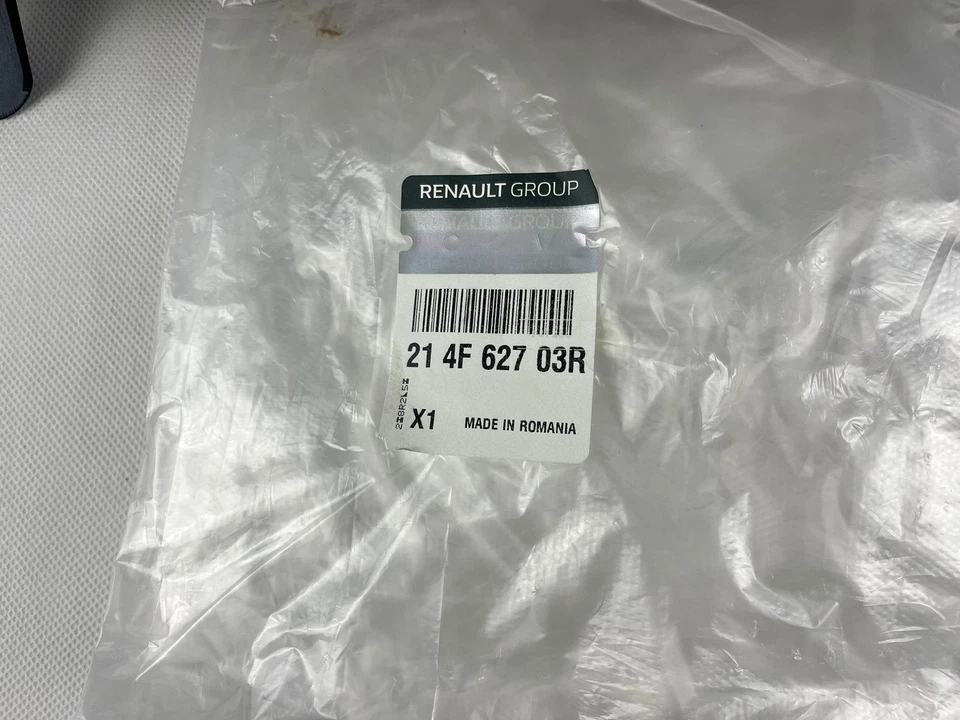 RENAULT GROUP
21 4F 627 03R
X1
MADE IN ROMANIA